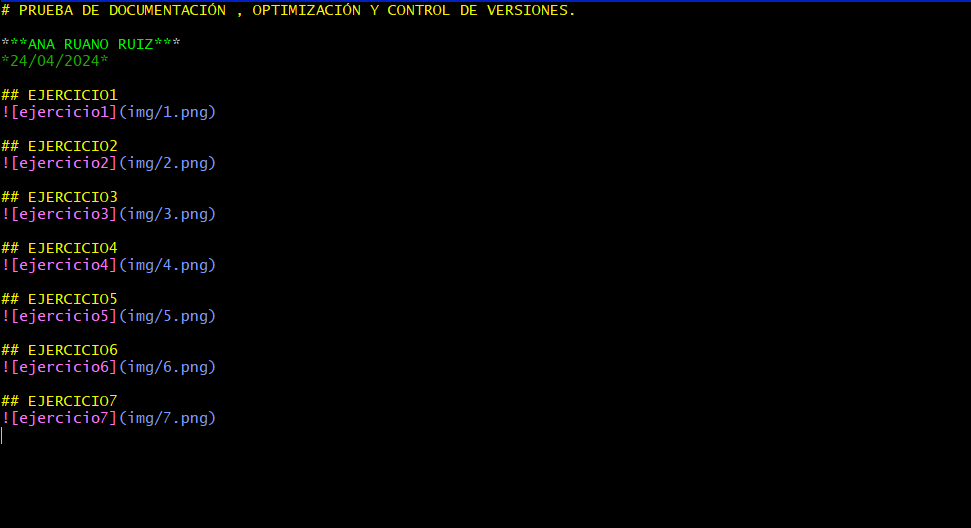 # PRUEBA DE DOCUMENTACIÓN , OPTIMIZACIÓN Y CONTROL DE VERSIONES.
***ANA RUANO RUIZ***
*24/04/2024*
## EJERCICIO1
![ejercicio1](img/1.png)
## EJERCICIO2
![ejercicio2](img/2.png)
## EJERCICIO3
![ejercicio3](img/3.png)
## EJERCICIO4
![ejercicio4](img/4.png)
## EJERCICIO5
![ejercicio5](img/5.png)
## EJERCICIO6
![ejercicio6](img/6.png)
## EJERCICIO7
![ejercicio7](img/7.png)